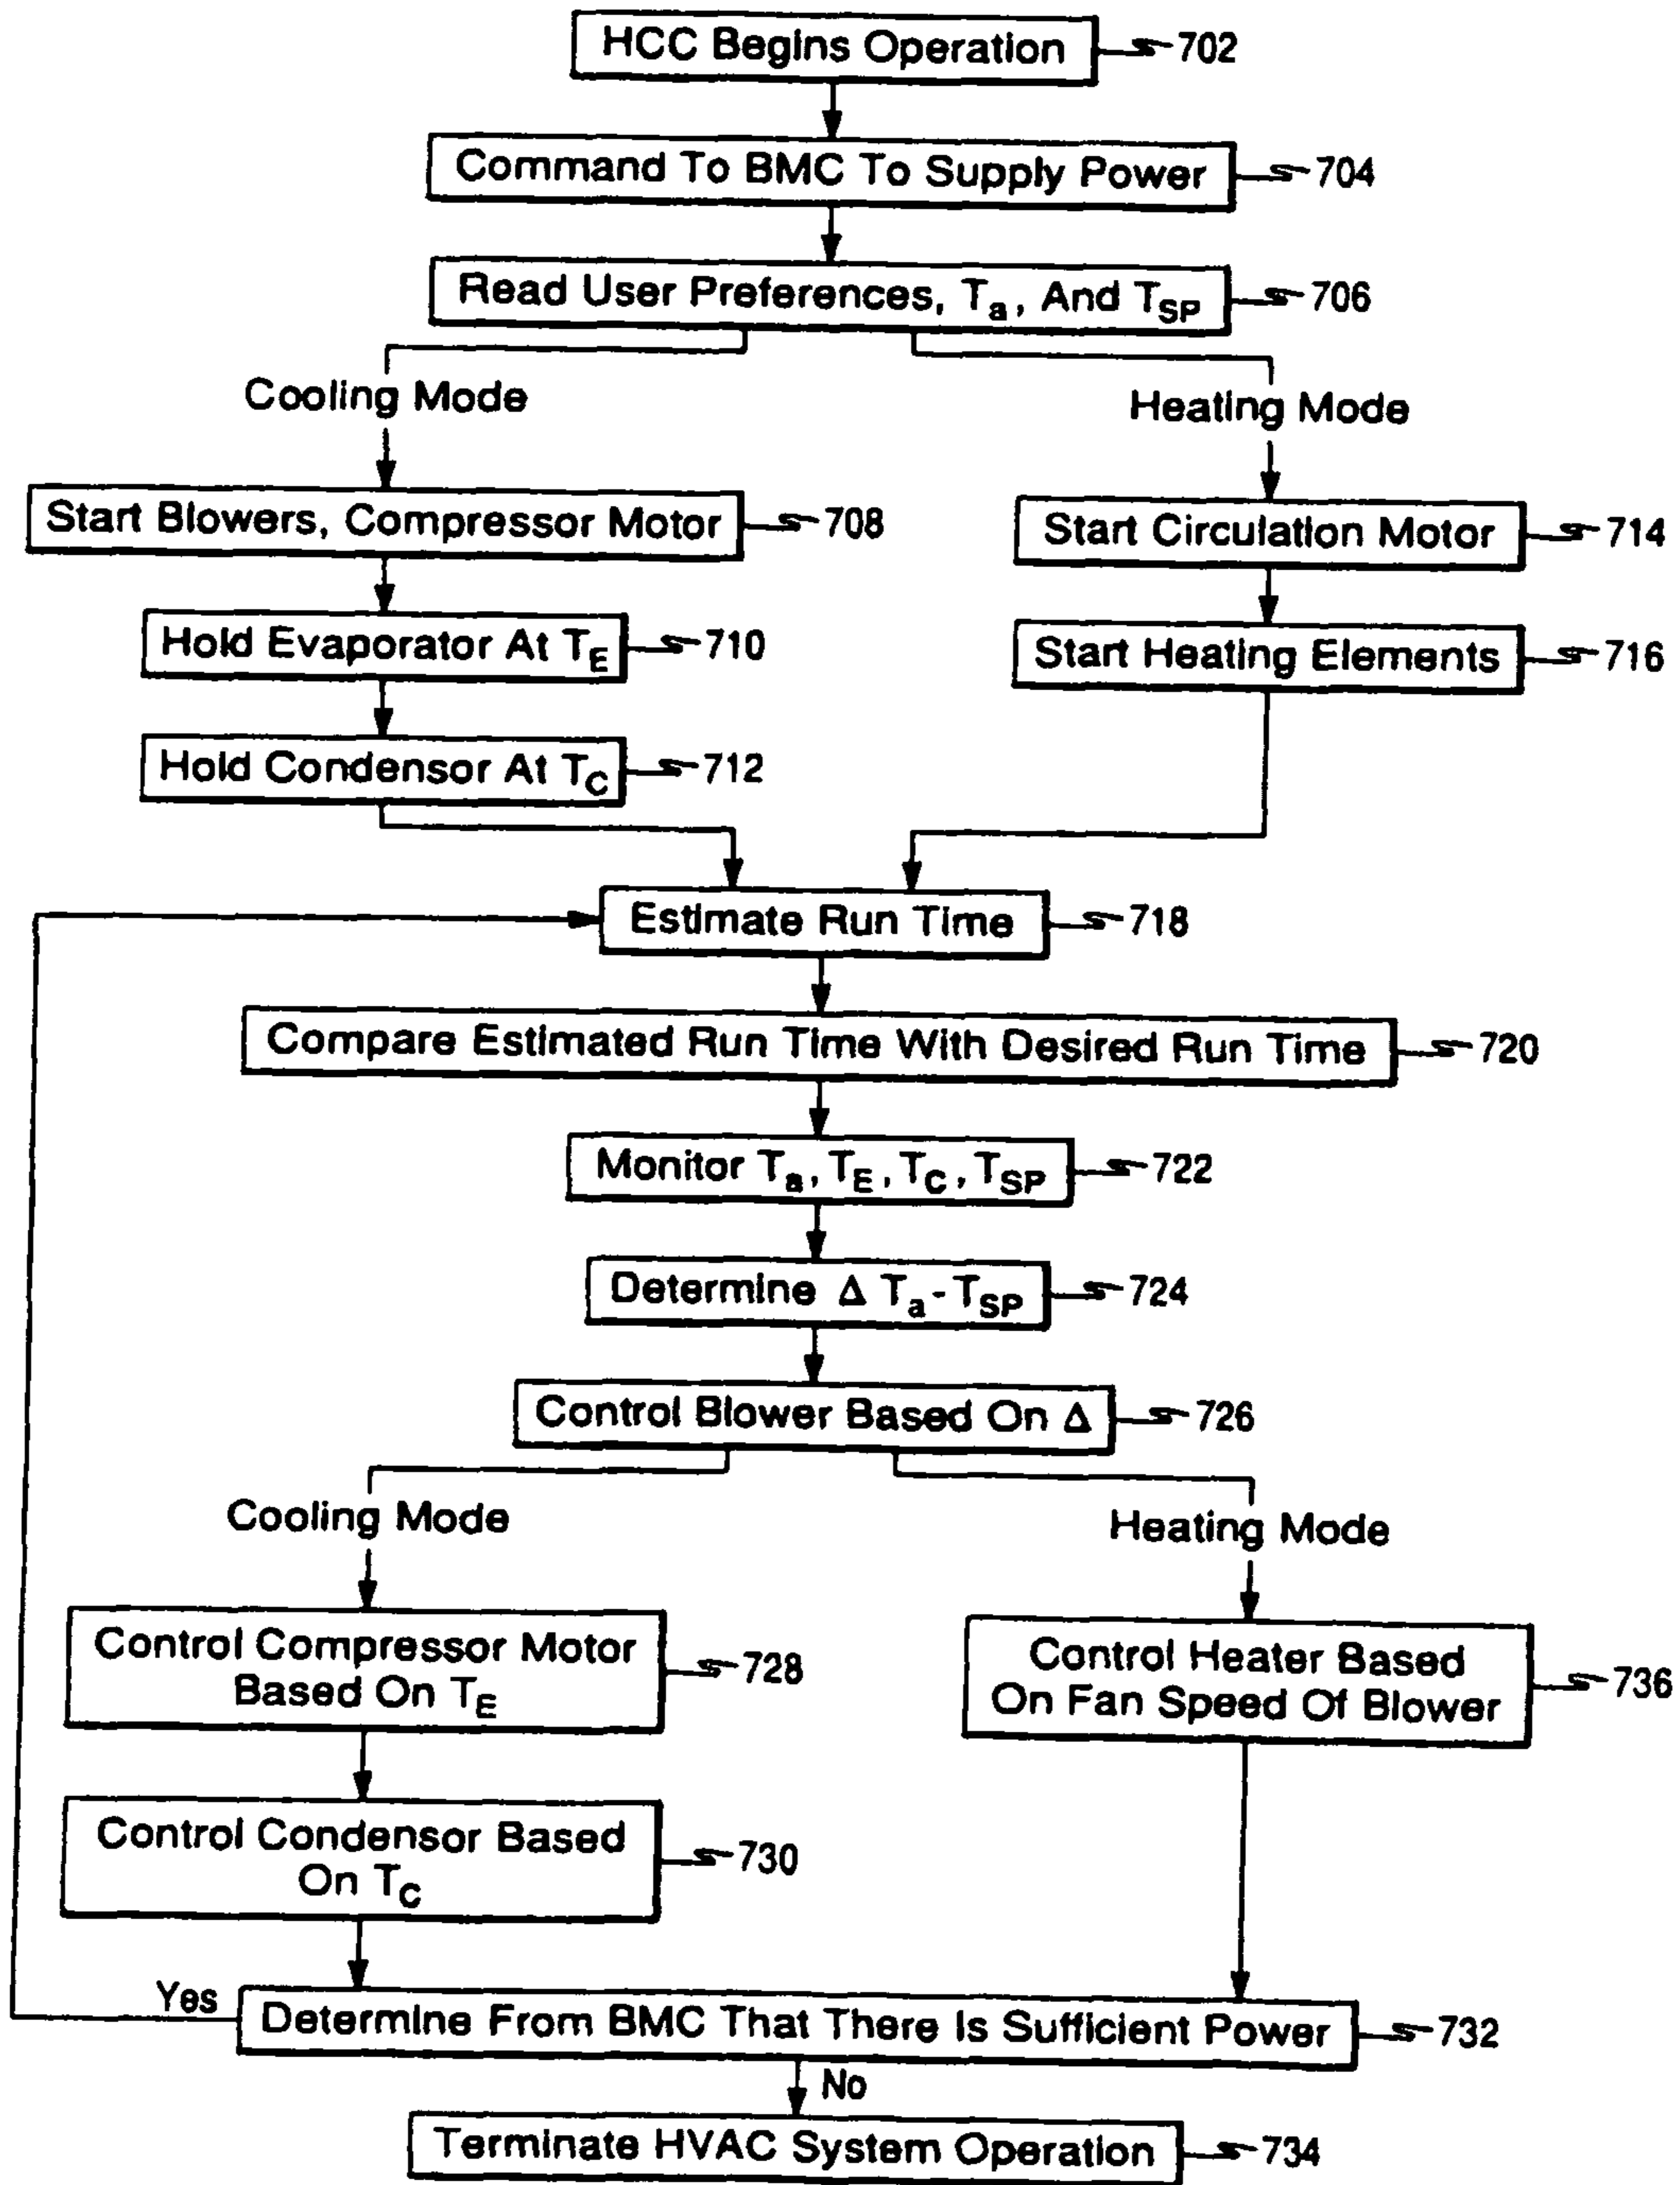 HCC Begins Operation 702
Command To BMC To Supply Power 704
Read User Preferences, Ta, And TSP 706
Cooling Mode
Heating Mode
Start Blowers, Compressor Motor 708
Start Circulation Motor 714
Hold Evaporator At TE 710
Start Heating Elements 716
Hold Condensor At TC 712
Estimate Run Time 718
Compare Estimated Run Time With Desired Run Time 720
Monitor Ta, TE, TC, TSP 722
Determine Δ Ta - TSP 724
Control Blower Based On Δ 726
Cooling Mode
Heating Mode
Control Compressor Motor
Based On TE
728
Control Heater Based
On Fan Speed Of Blower
736
Control Condensor Based
On TC
730
Yes
Determine From BMC That There Is Sufficient Power 732
No
Terminate HVAC System Operation 734